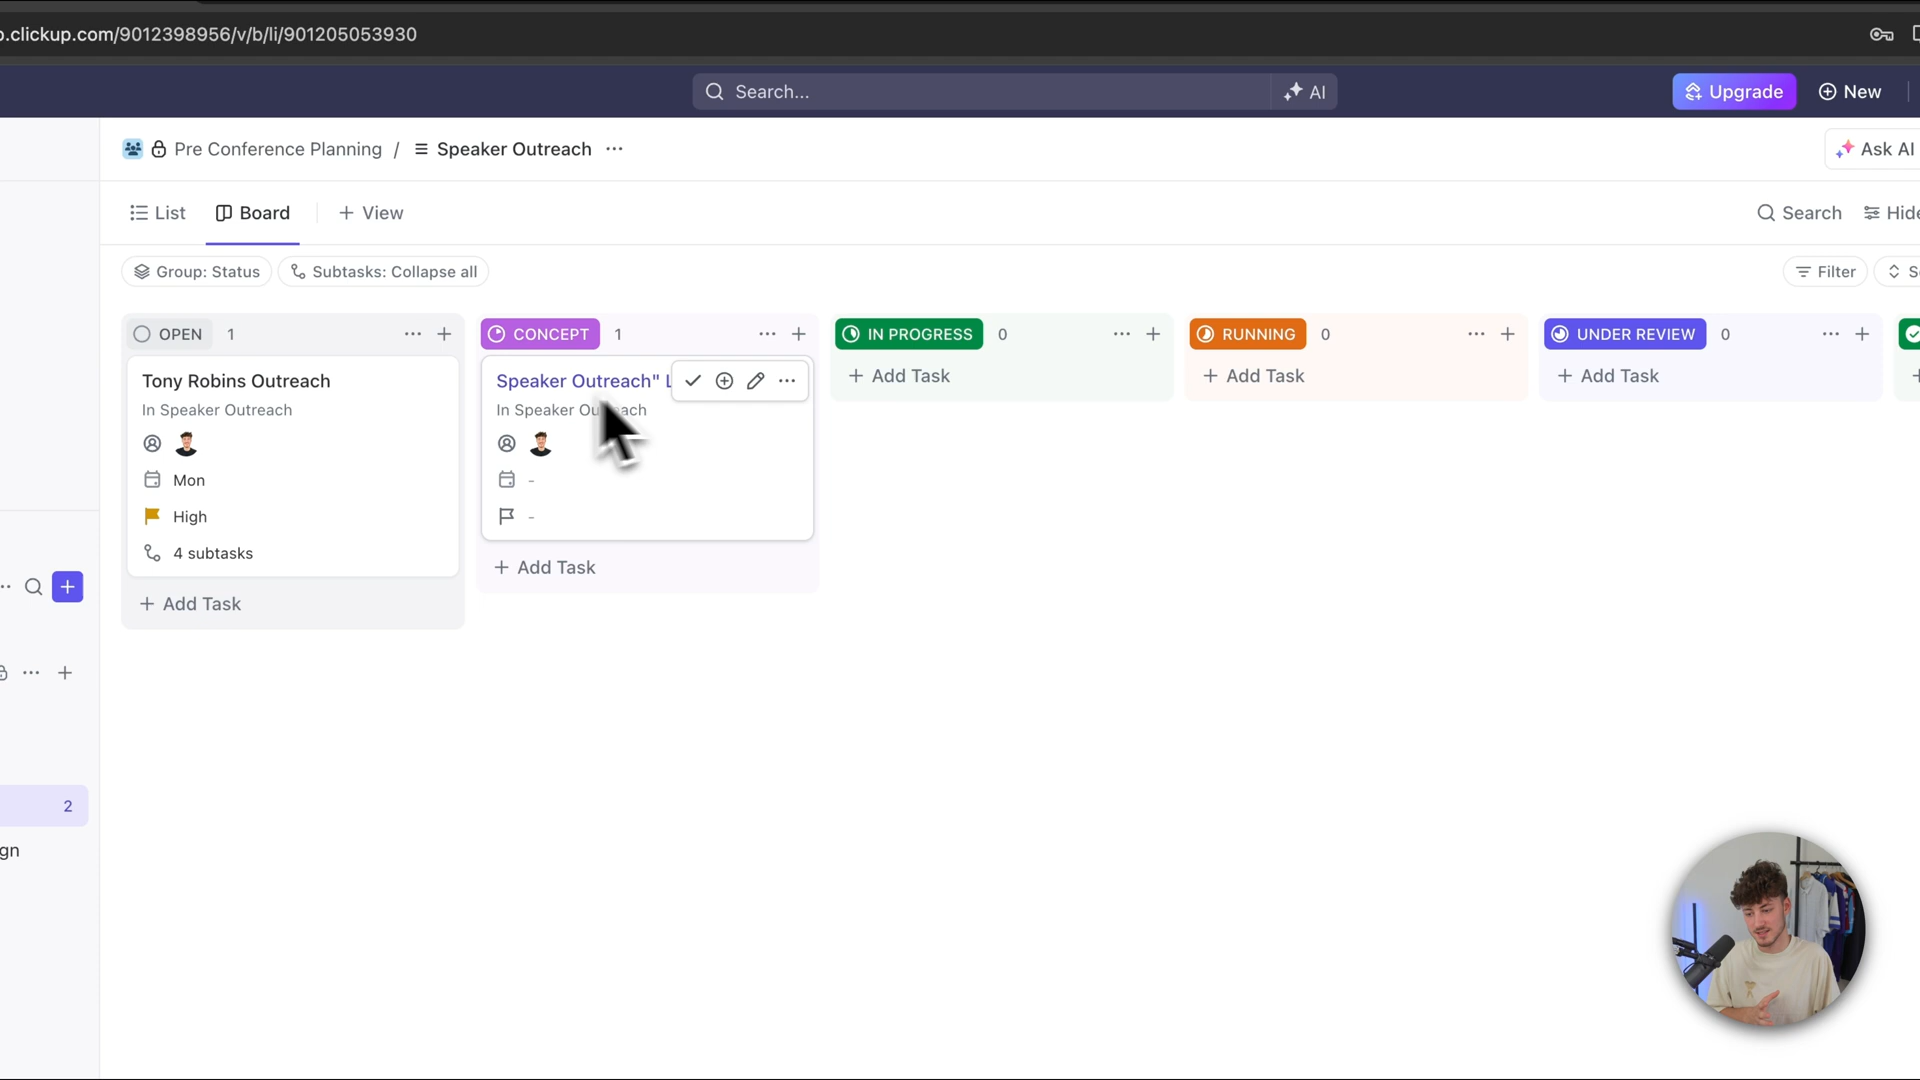 .clickup.com/9012398956/v/b/li/901205053930
Search...
AI
Upgrade
New
Pre Conference Planning / Speaker Outreach ...
Ask AI
List
Board
+ View
Search
Hide
Group: Status
Subtasks: Collapse all
Filter
OPEN 1
Tony Robins Outreach
In Speaker Outreach
Mon
High
4 subtasks
+ Add Task
CONCEPT 1
Speaker Outreach" L
In Speaker Outreach
-
-
+ Add Task
IN PROGRESS 0
+ Add Task
RUNNING 0
+ Add Task
UNDER REVIEW 0
+ Add Task
2
gn